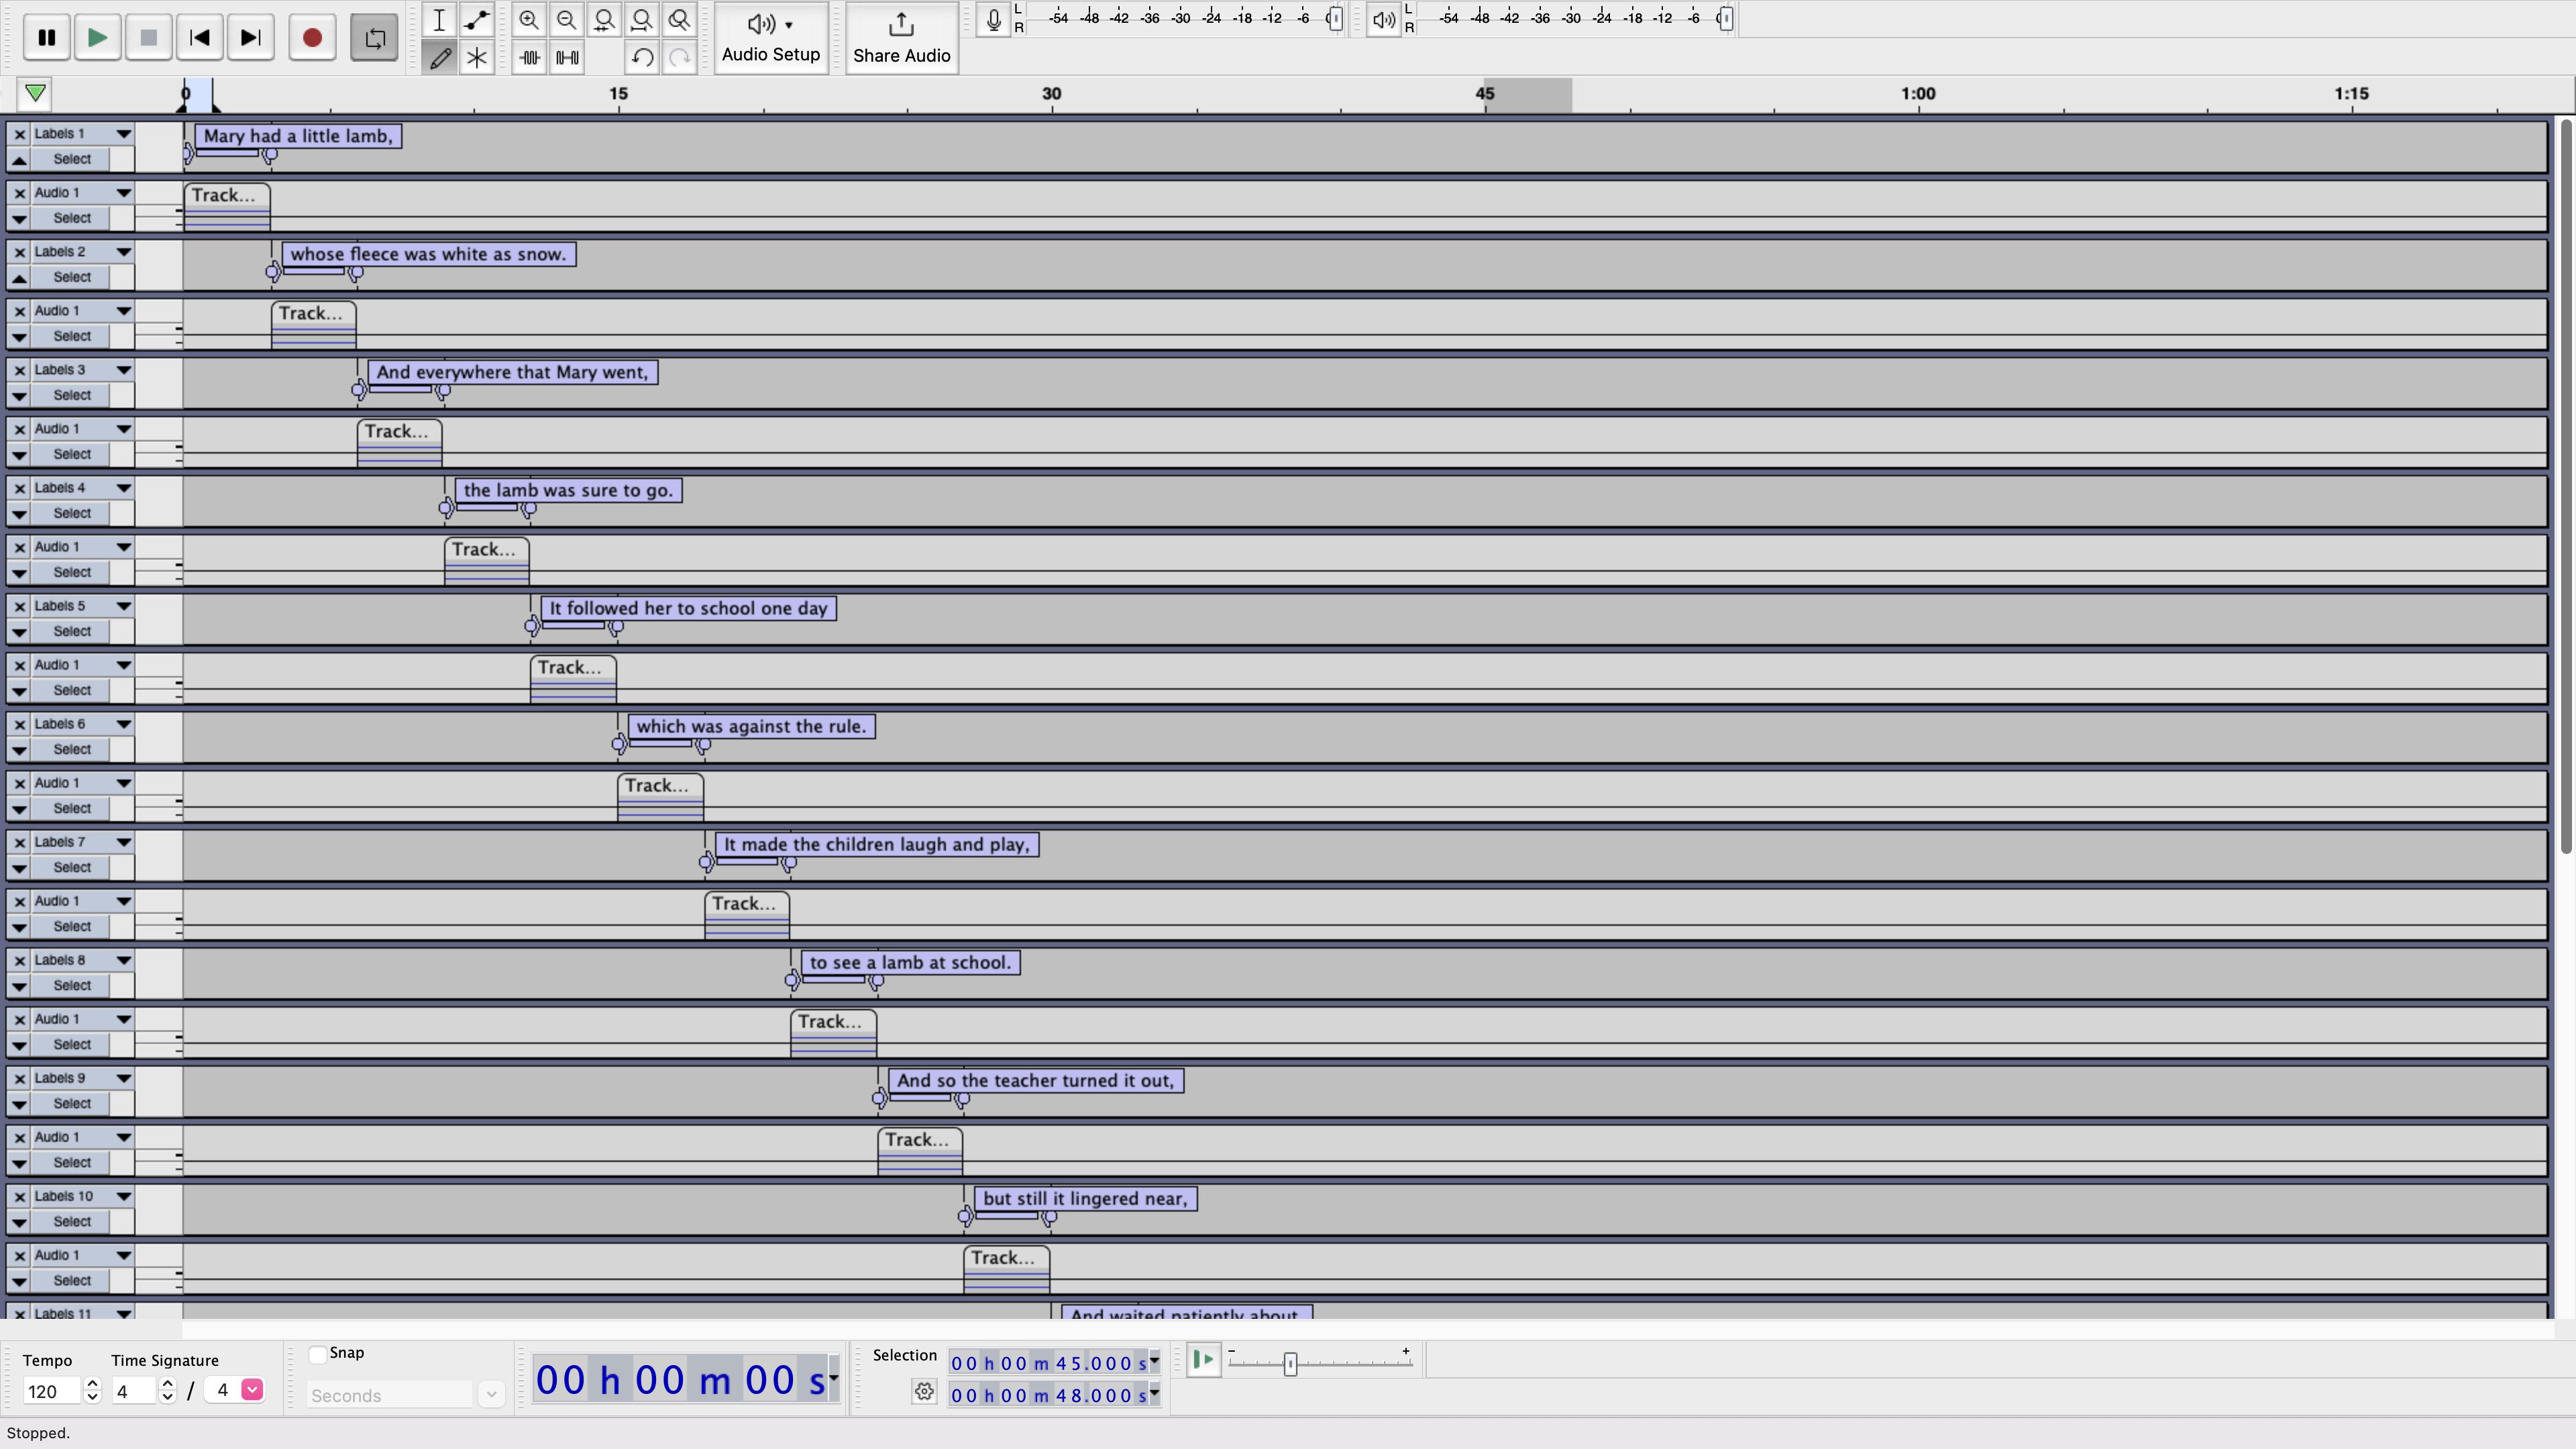 Audio Setup
Share Audio
L
R
-54 -48 -42 -36 -30 -24 -18 -12 -6
L
R
-54 -48 -42 -36 -30 -24 -18 -12 -6
0 15 30 45 1:00 1:15
Labels 1
Mary had a little lamb,
Select
Audio 1
Track...
Select
Labels 2
whose fleece was white as snow.
Select
Audio 1
Track...
Select
Labels 3
And everywhere that Mary went,
Select
Audio 1
Track...
Select
Labels 4
the lamb was sure to go.
Select
Audio 1
Track...
Select
Labels 5
It followed her to school one day
Select
Audio 1
Track...
Select
Labels 6
which was against the rule.
Select
Audio 1
Track...
Select
Labels 7
It made the children laugh and play,
Select
Audio 1
Track...
Select
Labels 8
to see a lamb at school.
Select
Audio 1
Track...
Select
Labels 9
And so the teacher turned it out,
Select
Audio 1
Track...
Select
Labels 10
but still it lingered near,
Select
Audio 1
Track...
Select
Labels 11
And waited patiently about
Tempo
120
Time Signature
4 / 4
Snap
Seconds
00 h 00 m 00 s
Selection
00 h 00 m 45.000 s
00 h 00 m 48.000 s
- +
Stopped.